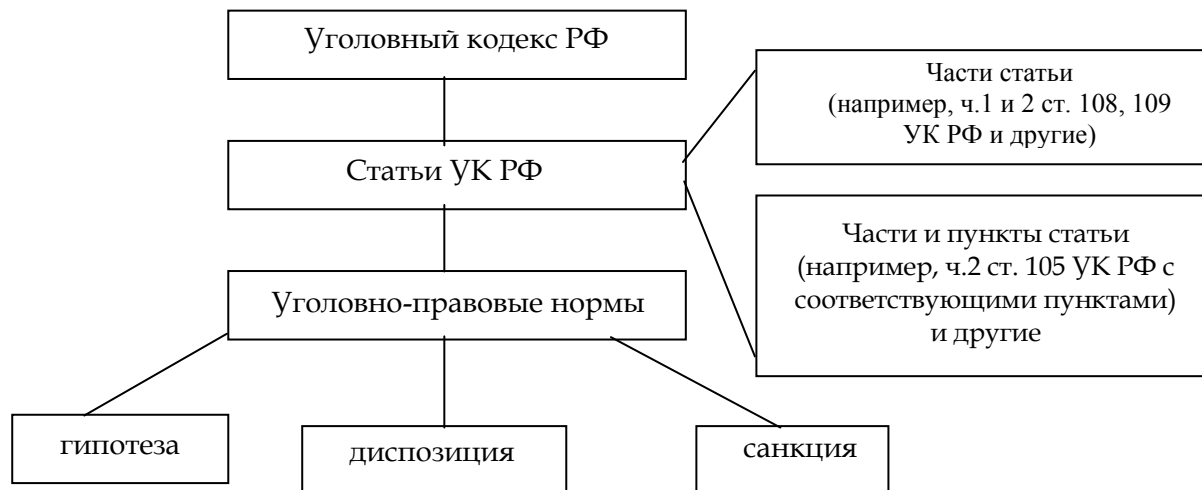 Уголовный кодекс РФ
Части статьи
(например, ч.1 и 2 ст. 108, 109
УК РФ и другие)
Статьи УК РФ
Части и пункты статьи
(например, ч.2 ст. 105 УК РФ с
соответствующими пунктами)
и другие
Уголовно-правовые нормы
гипотеза
диспозиция
санкция